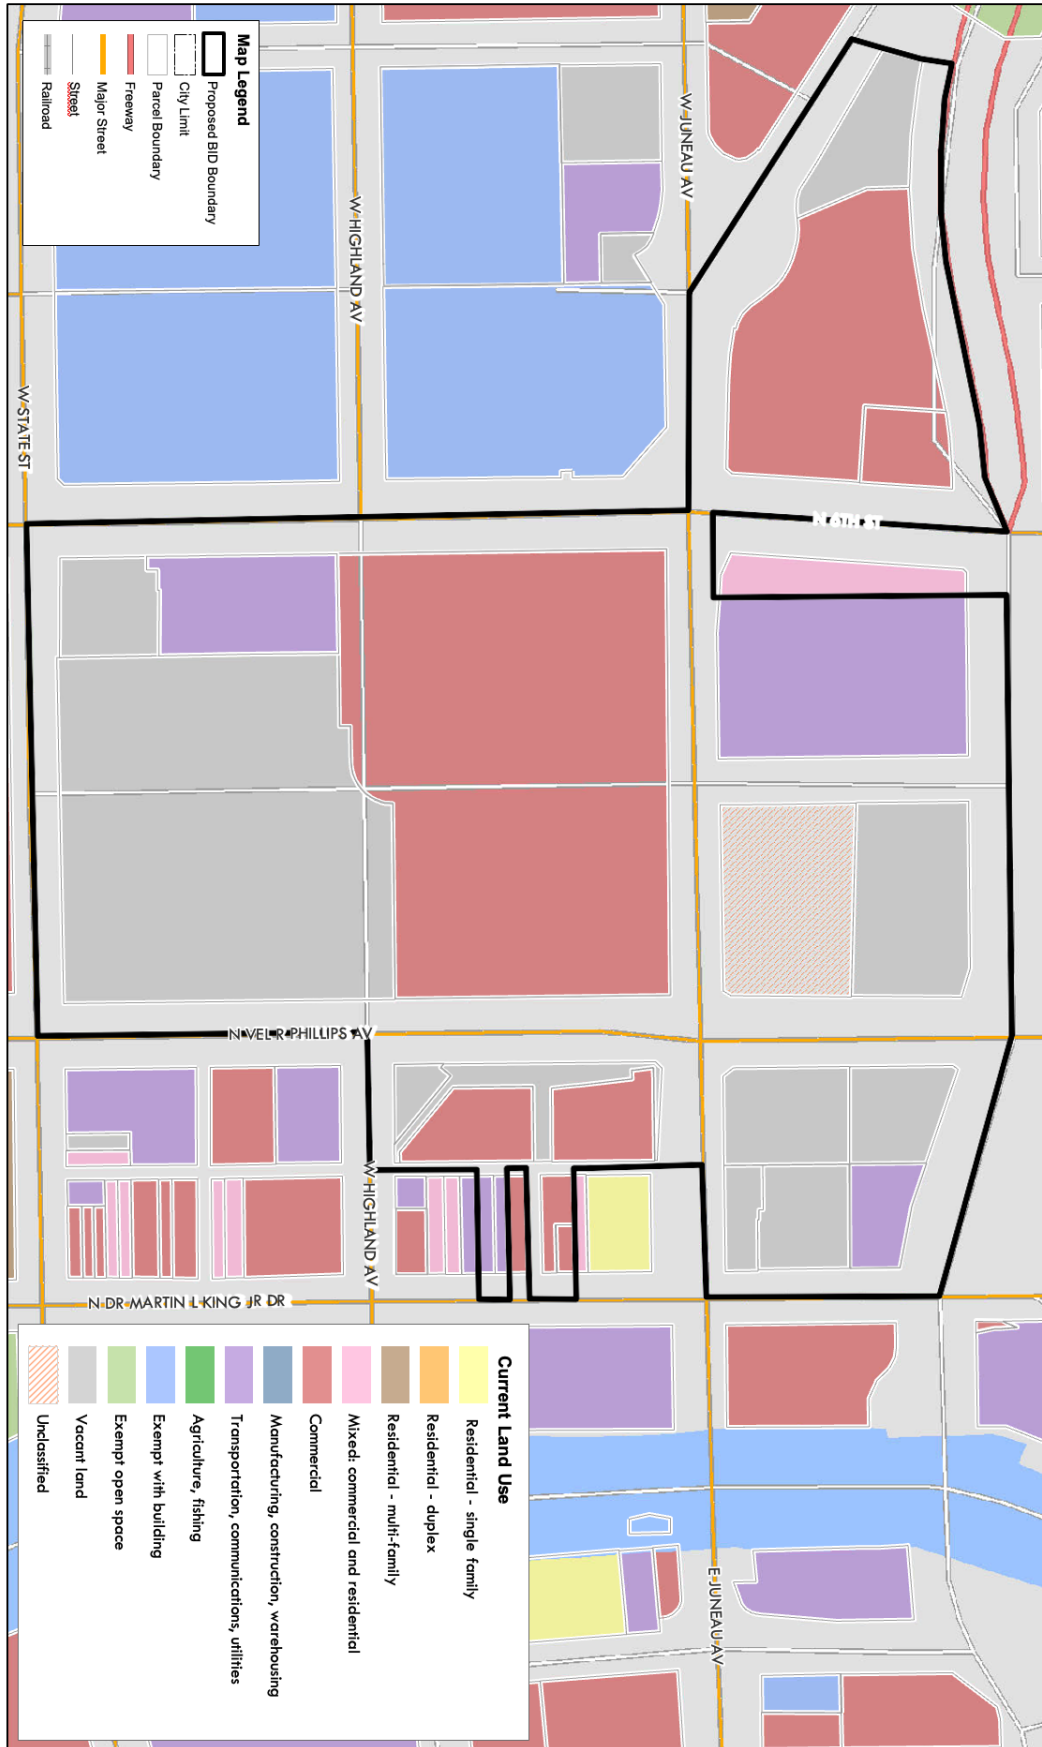 Map Legend
Proposed BID Boundary
City Limit
Parcel Boundary
Freeway
Major Street
Street
Railroad
W JUNEAU AV
W HIGHLAND AV
W STATE ST
N 6TH ST
N VEL R PHILLIPS AV
W HIGHLAND AV
N DR MARTIN L KING JR DR
E JUNEAU AV
Current Land Use
Residential - single family
Residential - duplex
Residential - multi-family
Mixed: commercial and residential
Commercial
Manufacturing, construction, warehousing
Transportation, communications, utilities
Agriculture, fishing
Exempt with building
Exempt open space
Vacant land
Unclassified